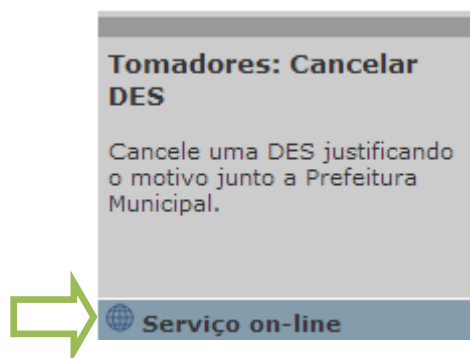 Tomadores: Cancelar
DES
Cancele uma DES justificando
o motivo junto a Prefeitura
Municipal.
Serviço on-line